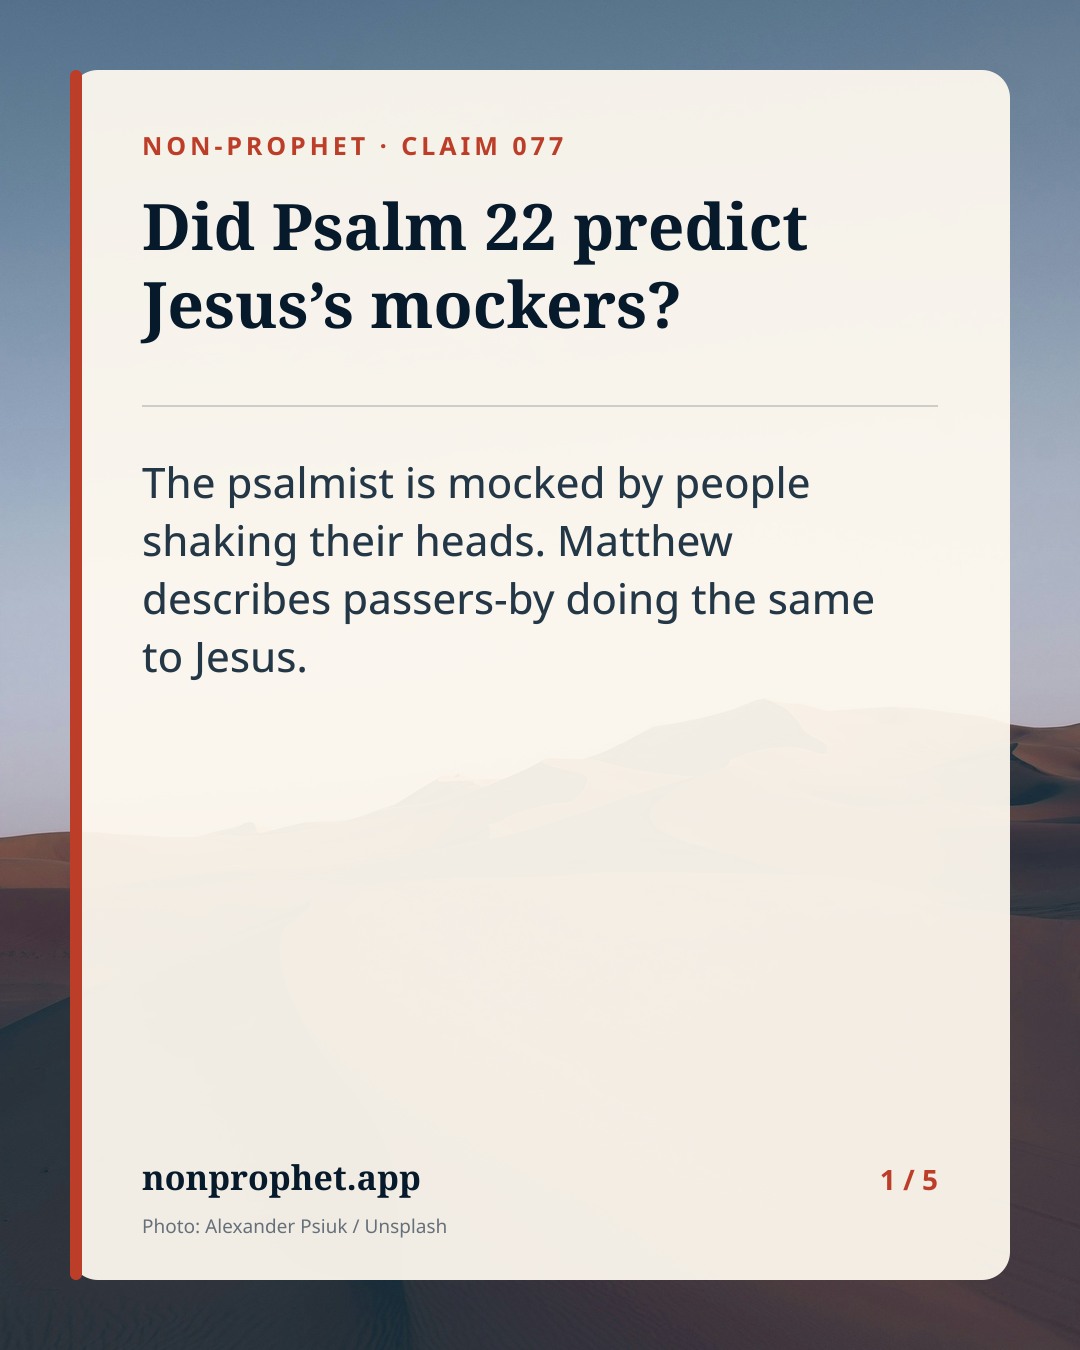 NON-PROPHET · CLAIM 077
Did Psalm 22 predict
Jesus’s mockers?
The psalmist is mocked by people
shaking their heads. Matthew
describes passers-by doing the same
to Jesus.
nonprophet.app
1 / 5
Photo: Alexander Psiuk / Unsplash